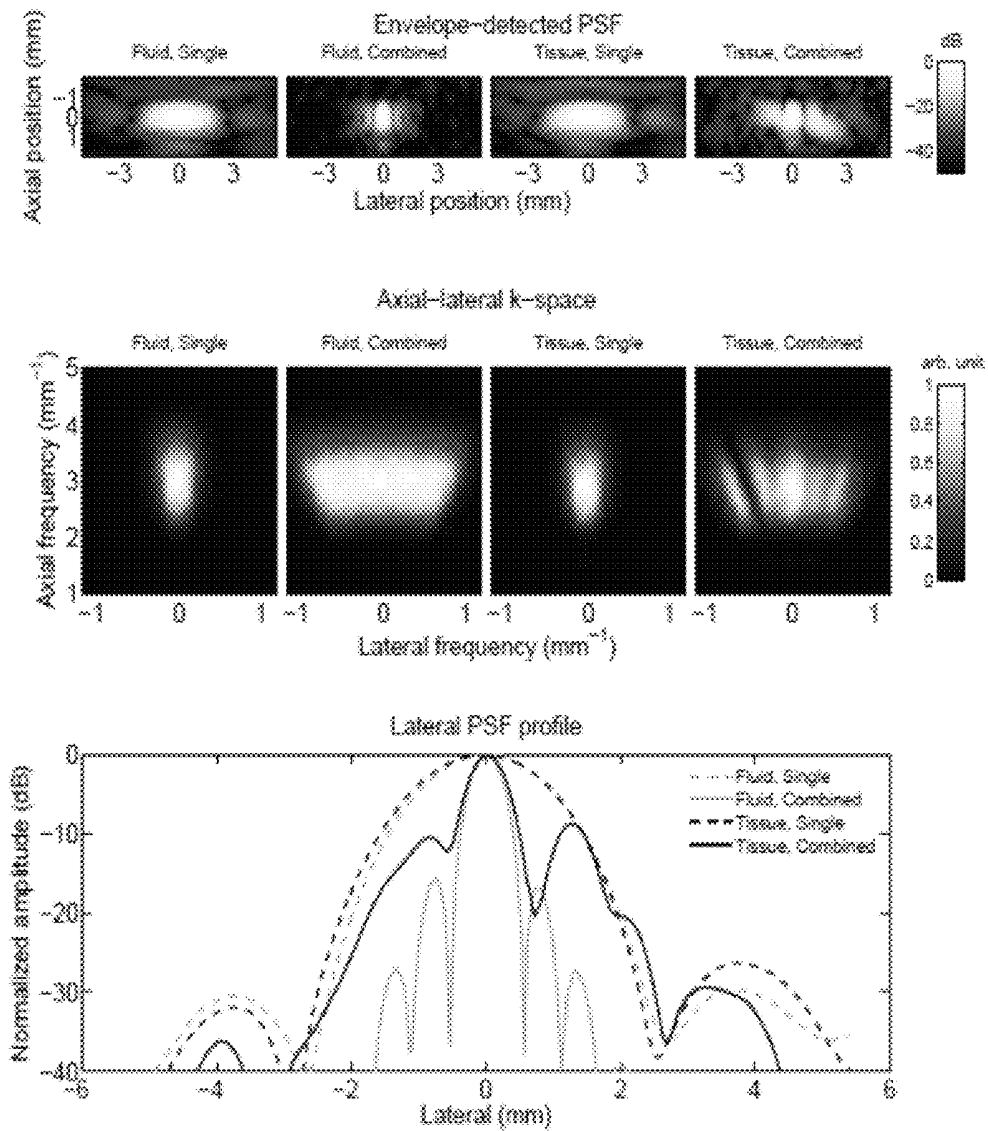 Envelope-detected PSF
Fluid, Single Fluid, Combined Tissue, Single Tissue, Combined dB
Axial position (mm)
-1
0
1
0
-20
-40
-3 0 3 -3 0 3 -3 0 3 -3 0 3
Lateral position (mm)
Axial-lateral k-space
Fluid, Single Fluid, Combined Tissue, Single Tissue, Combined arb. unit
Axial frequency (mm⁻¹)
5
4
3
2
1
1
0.8
0.6
0.4
0.2
0
-1 0 1 -1 0 1 -1 0 1 -1 0 1
Lateral frequency (mm⁻¹)
Lateral PSF profile
Normalized amplitude (dB)
0
-10
-20
-30
-40
Fluid, Single
Fluid, Combined
Tissue, Single
Tissue, Combined
-6 -4 -2 0 2 4 6
Lateral (mm)